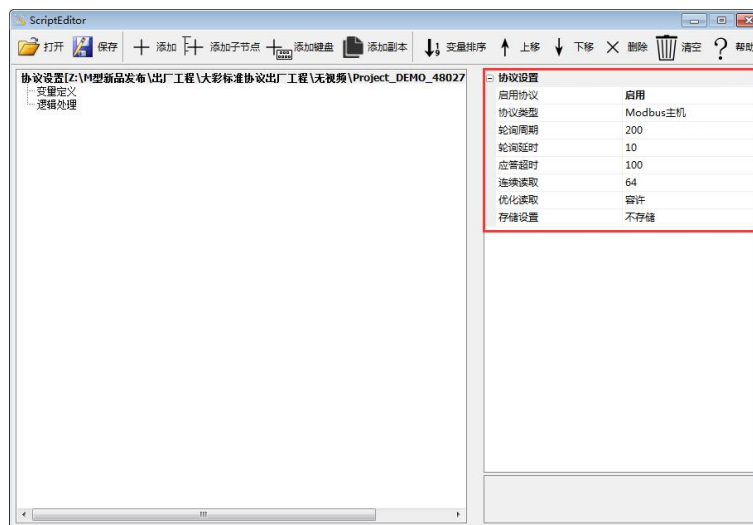 ScriptEditor
打开 保存 添加 添加子节点 添加键盘 添加副本 变量排序 上移 下移 删除 清空 帮助
协议设置[Z:\M型新品发布\出厂工程\大彩标准协议出厂工程\无视频\Project_DEMO_48027
变量定义
逻辑处理
协议设置
启用协议 启用
协议类型 Modbus主机
轮询周期 200
轮询延时 10
应答超时 100
连续读取 64
优化读取 容许
存储设置 不存储